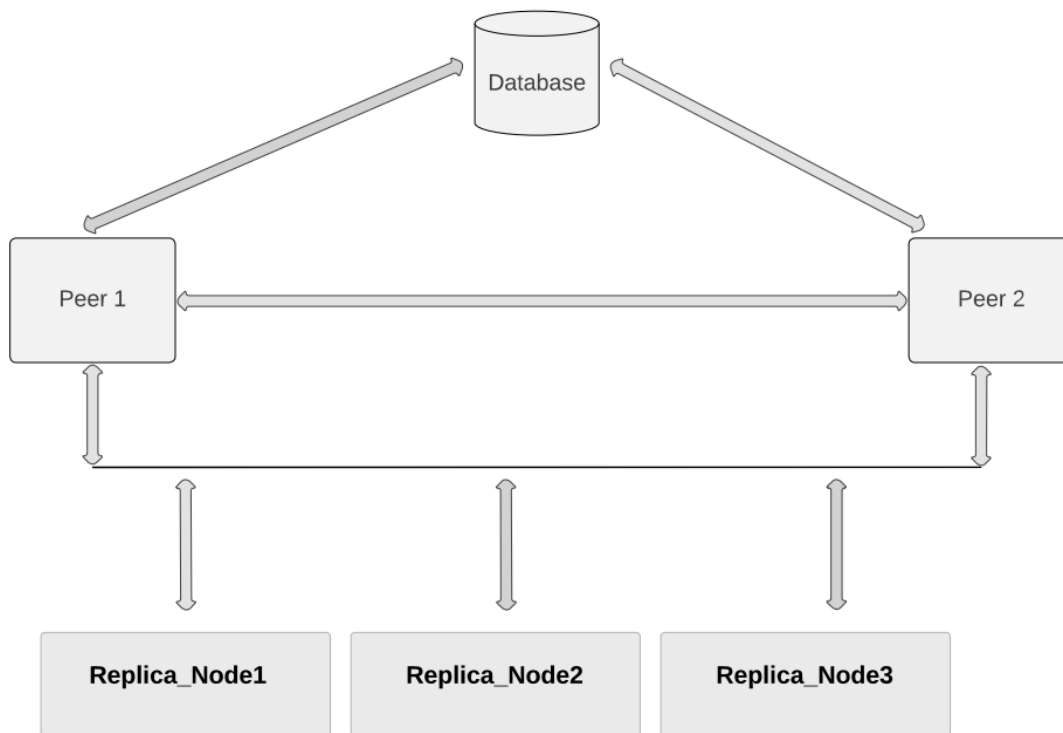 Database
Peer 1
Peer 2
Replica_Node1
Replica_Node2
Replica_Node3